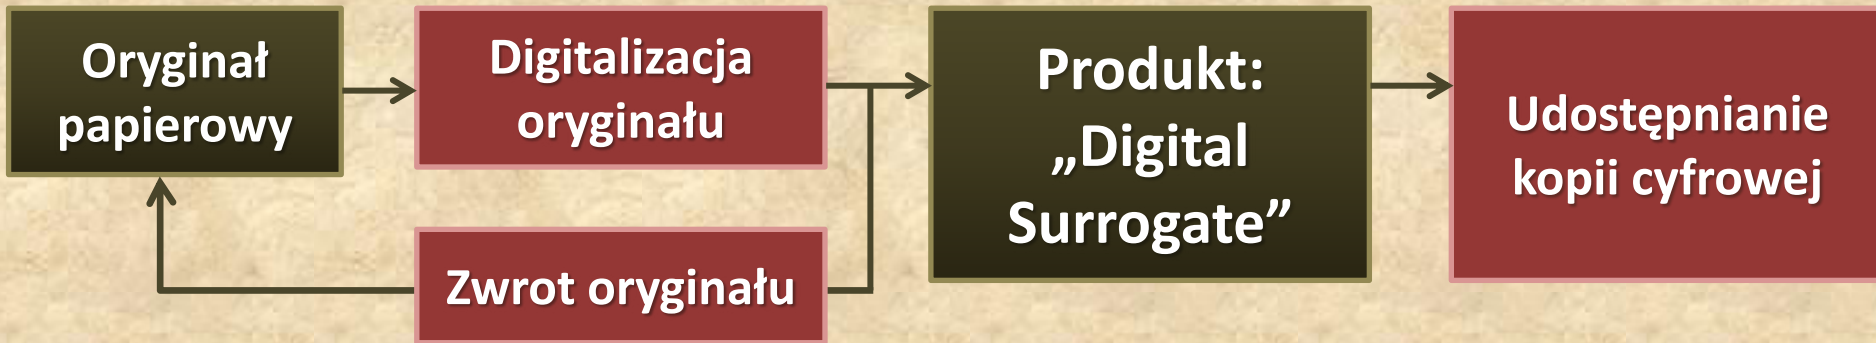 Oryginał
papierowy
Digitalizacja
oryginału
Zwrot oryginału
Produkt:
„Digital
Surrogate”
Udostępnianie
kopii cyfrowej